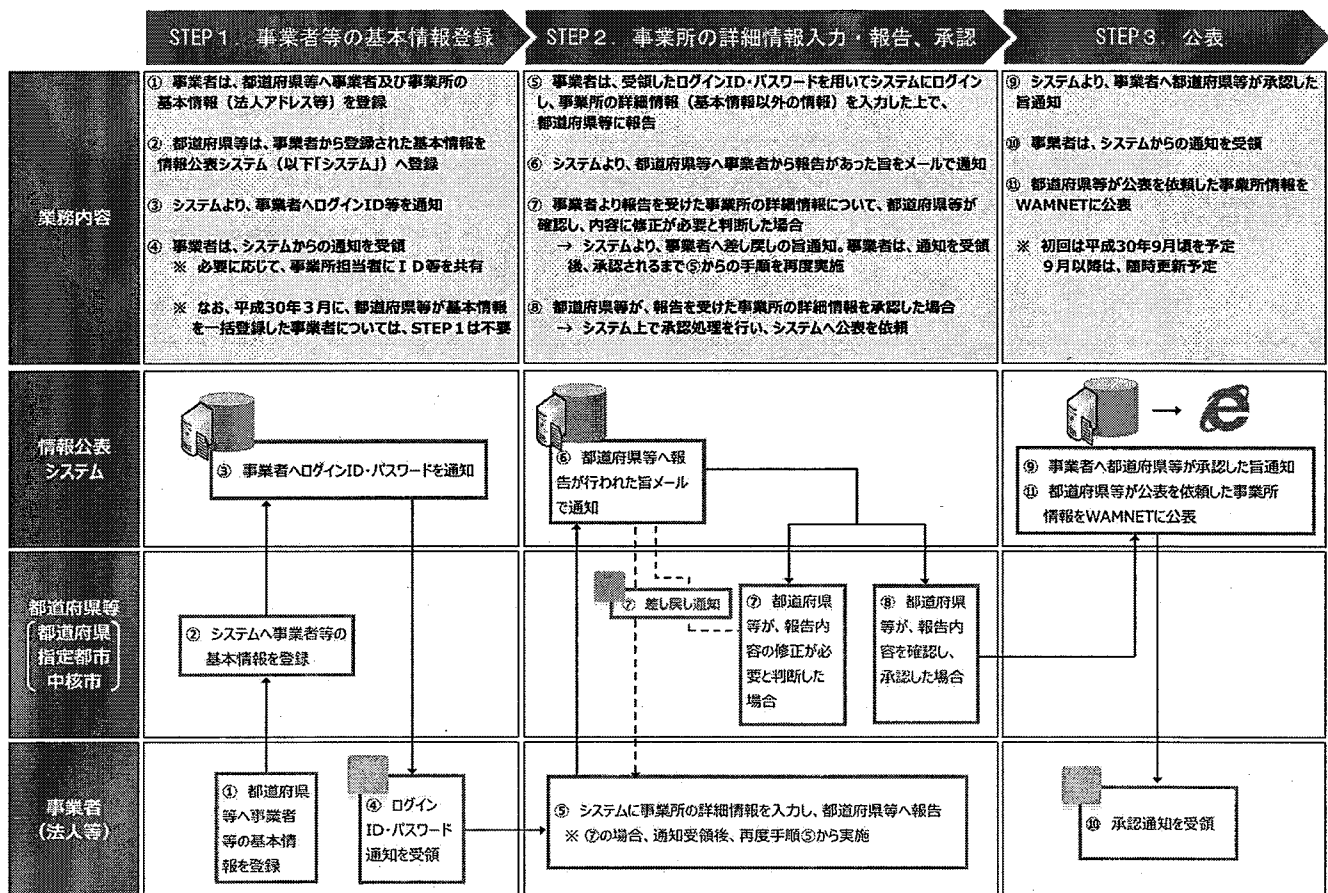 STEP１．事業者等の基本情報登録
STEP２．事業所の詳細情報入力・報告、承認
STEP３．公表
業務内容
① 事業者は、都道府県等へ事業者及び事業所の
基本情報（法人アドレス等）を登録
② 都道府県等は、事業者から登録された基本情報を
情報公表システム（以下「システム」）へ登録
③ システムより、事業者へログインID等を通知
④ 事業者は、システムからの通知を受領
※ 必要に応じて、事業所担当者にＩＤ等を共有
※ なお、平成30年３月に、都道府県等が基本情報
を一括登録した事業者については、STEP１は不要
⑤ 事業者は、受領したログインID・パスワードを用いてシステムにログイン
し、事業所の詳細情報（基本情報以外の情報）を入力した上で、
都道府県等に報告
⑥ システムより、都道府県等へ事業者から報告があった旨をメールで通知
⑦ 事業者より報告を受けた事業所の詳細情報について、都道府県等が
確認し、内容に修正が必要と判断した場合
→ システムより、事業者へ差し戻しの旨通知。事業者は、通知を受領
後、承認されるまで⑤からの手順を再度実施
⑧ 都道府県等が、報告を受けた事業所の詳細情報を承認した場合
→ システム上で承認処理を行い、システムへ公表を依頼
⑨ システムより、事業者へ都道府県等が承認した
旨通知
⑩ 事業者は、システムからの通知を受領
⑪ 都道府県等が公表を依頼した事業所情報を
WAMNETに公表
※ 初回は平成30年9月頃を予定
９月以降は、随時更新予定
情報公表
システム
③ 事業者へログインID・パスワードを通知
⑥ 都道府県等へ報
告が行われた旨メール
で通知
⑨ 事業者へ都道府県等が承認した旨通知
⑪ 都道府県等が公表を依頼した事業所
情報をWAMNETに公表
都道府県等
都道府県
指定都市
中核市
② システムへ事業者等の
基本情報を登録
⑦ 差し戻し通知
⑦ 都道府県
等が、報告内
容の修正が必
要と判断した
場合
⑧ 都道府県
等が、報告内
容を確認し、
承認した場合
事業者
（法人等）
① 都道府県
等へ事業者
等の基本情
報を登録
④ ログイン
ID・パスワード
通知を受領
⑤ システムに事業所の詳細情報を入力し、都道府県等へ報告
※ ⑦の場合、通知受領後、再度手順⑤から実施
⑩ 承認通知を受領